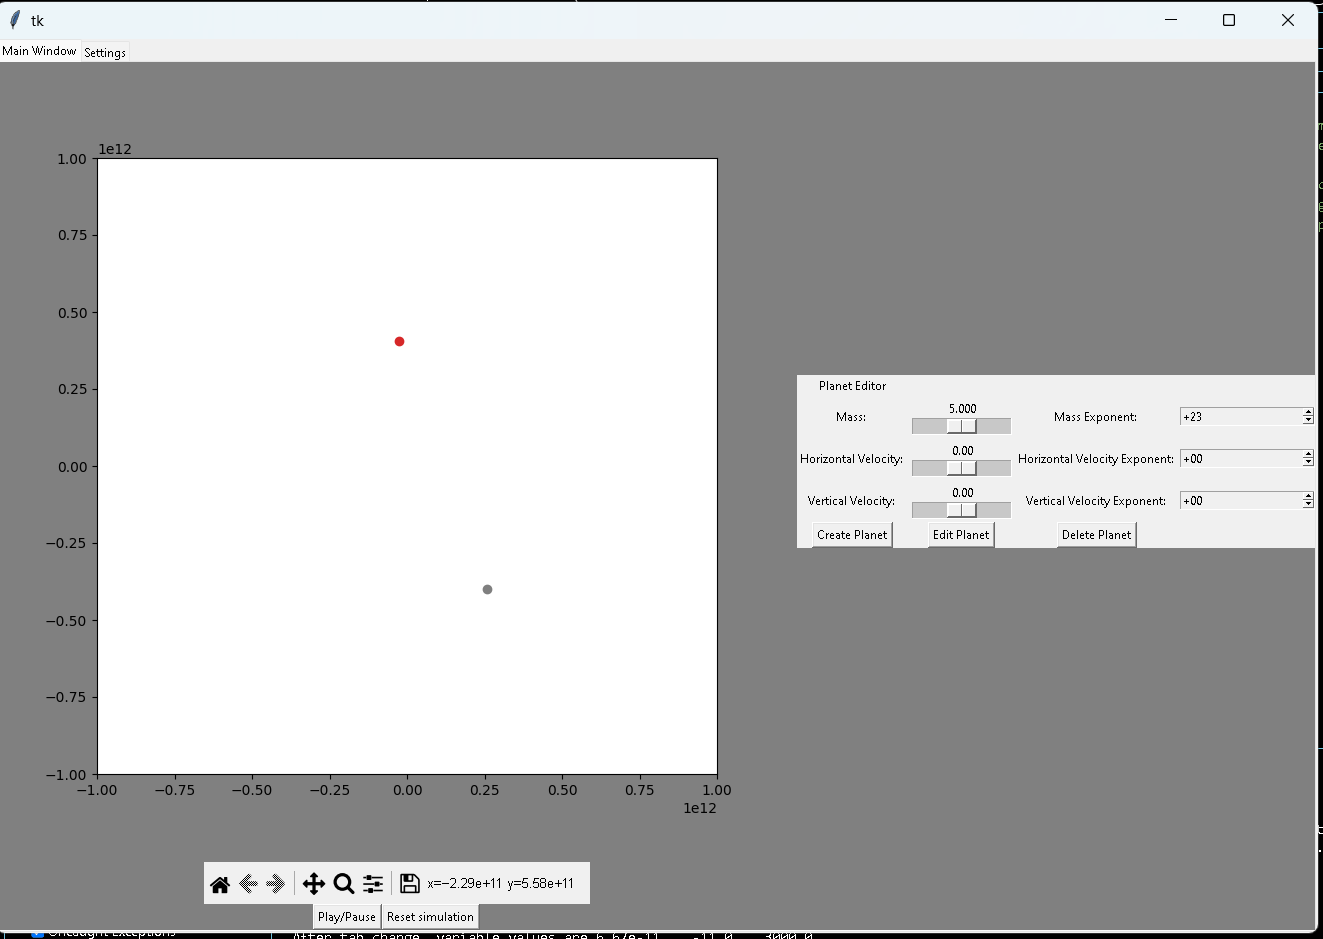 tk
Main Window Settings
1e12
1.00
0.75
0.50
0.25
0.00
−0.25
−0.50
−0.75
−1.00
−1.00 −0.75 −0.50 −0.25 0.00 0.25 0.50 0.75 1.00
1e12
Planet Editor
Mass: 5.000 Mass Exponent: +23
Horizontal Velocity: 0.00 Horizontal Velocity Exponent: +00
Vertical Velocity: 0.00 Vertical Velocity Exponent: +00
Create Planet Edit Planet Delete Planet
x=−2.29e+11 y=5.58e+11
Play/Pause Reset simulation